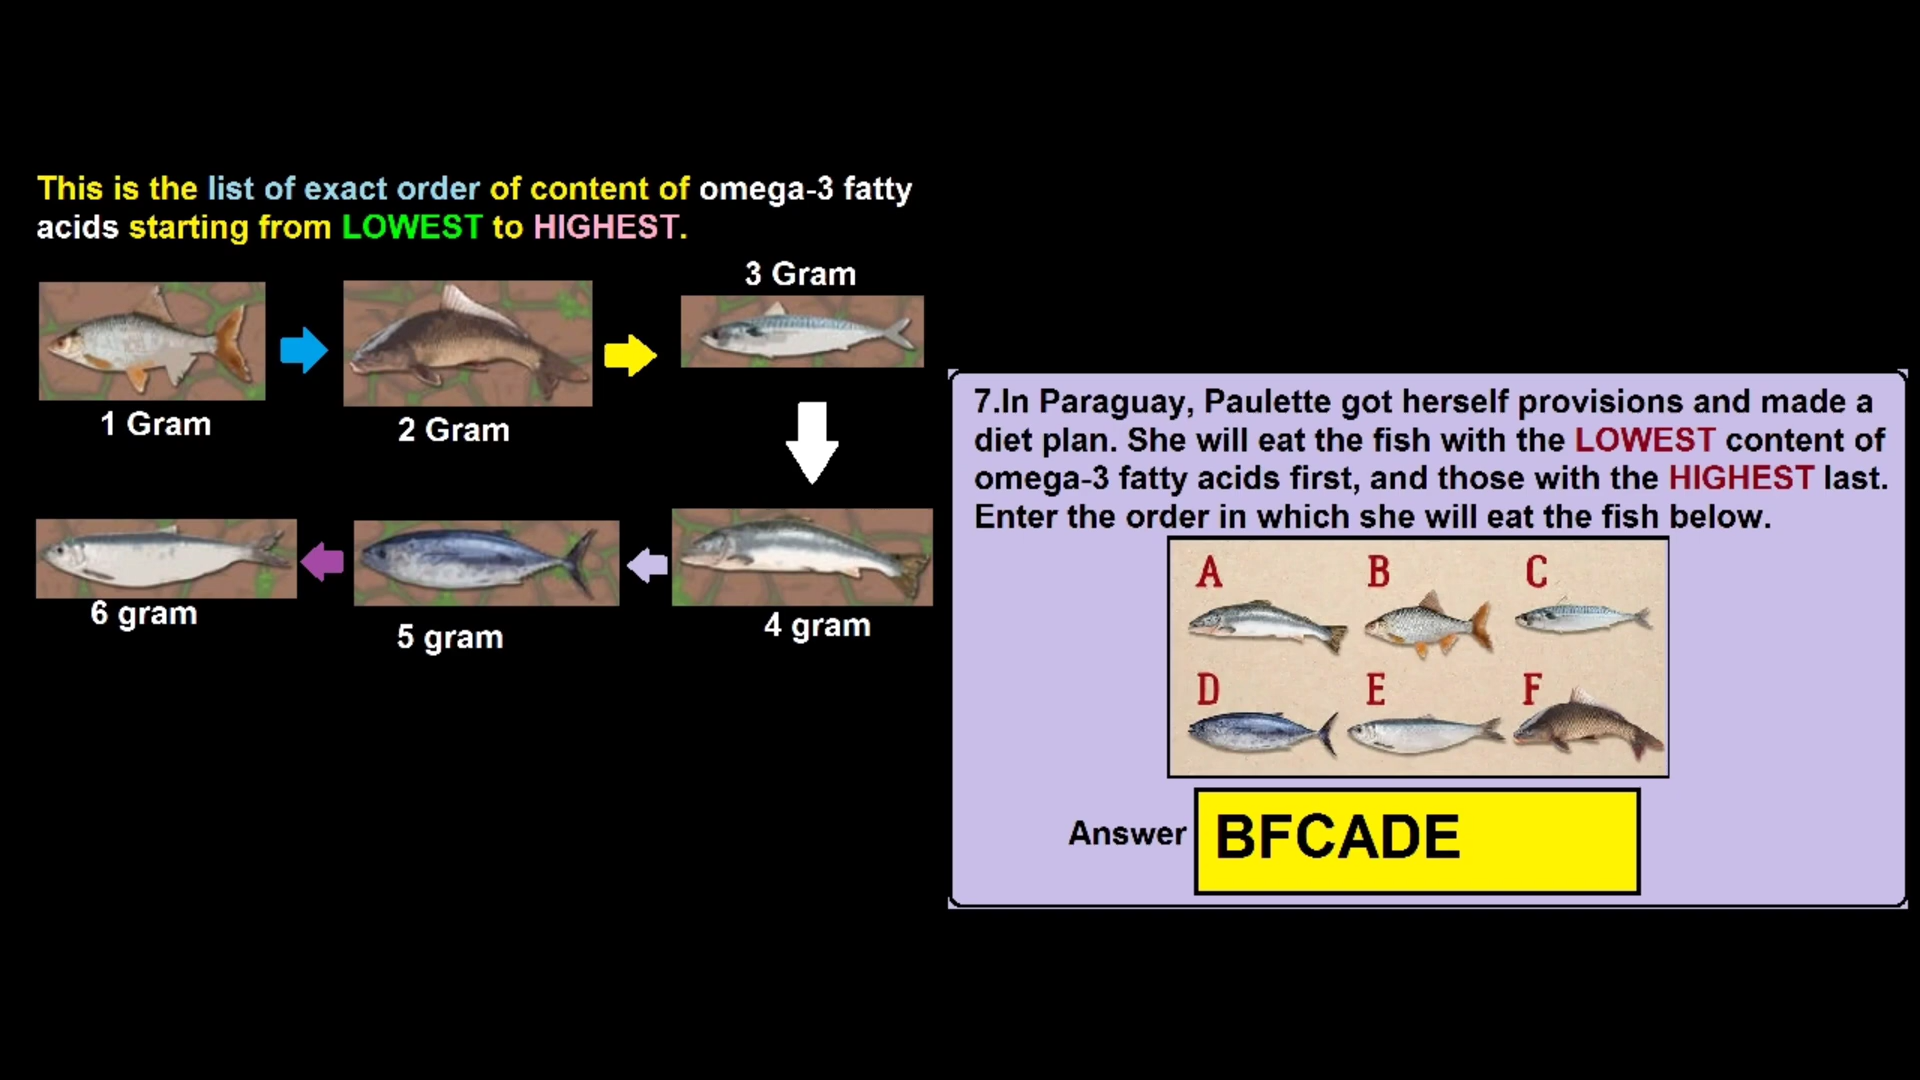 This is the list of exact order of content of omega-3 fatty
acids starting from LOWEST to HIGHEST.
3 Gram
1 Gram
2 Gram
6 gram
5 gram
4 gram
7.In Paraguay, Paulette got herself provisions and made a
diet plan. She will eat the fish with the LOWEST content of
omega-3 fatty acids first, and those with the HIGHEST last.
Enter the order in which she will eat the fish below.
A B C
D E F
Answer BFCADE